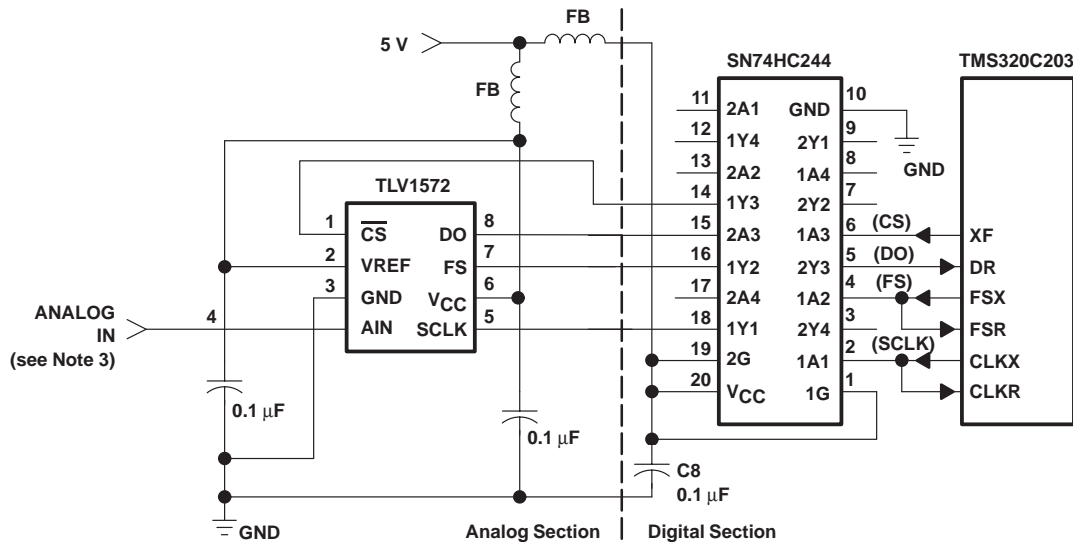 FB
5 V
SN74HC244
TMS320C203
FB
11 2A1 GND 10
12 1Y4 2Y1 9
13 2A2 1A4 8
GND
TLV1572
14 1Y3 2Y2 7
1 CS DO 8
15 2A3 1A3 6 (CS) XF
2 VREF FS 7
16 1Y2 2Y3 5 (DO) DR
3 GND VCC 6
17 2A4 1A2 4 (FS) FSX
ANALOG
IN
(see Note 3)
4 AIN SCLK 5
18 1Y1 2Y4 3 FSR
19 2G 1A1 2 (SCLK) CLKX
20 VCC 1G 1 CLKR
0.1 μF
0.1 μF
C8
0.1 μF
GND
Analog Section
Digital Section